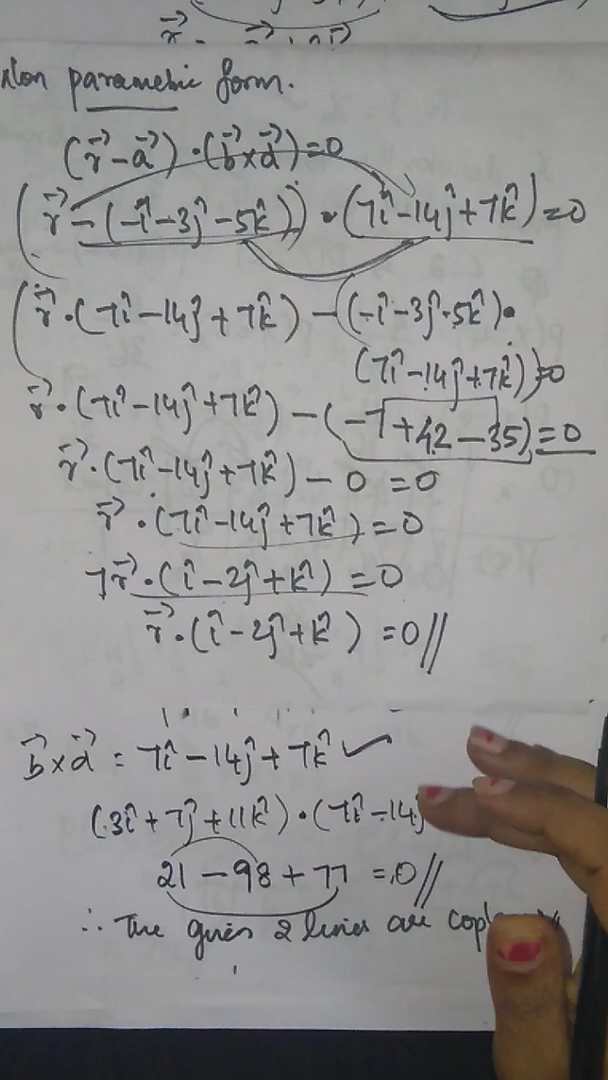 Non parametric form.
(r⃗ - a⃗) · (b⃗ × d⃗) = 0
(r⃗ - (-î - 3ĵ - 5k̂)) · (7î - 14ĵ + 7k̂) = 0
(r⃗ · (7î - 14ĵ + 7k̂) - (-î - 3ĵ - 5k̂) ·
(7î - 14ĵ + 7k̂)) = 0
r⃗ · (7î - 14ĵ + 7k̂) - (-7 + 42 - 35) = 0
r⃗ · (7î - 14ĵ + 7k̂) - 0 = 0
r⃗ · (7î - 14ĵ + 7k̂) = 0
7r⃗ · (î - 2ĵ + k̂) = 0
r⃗ · (î - 2ĵ + k̂) = 0 //
b⃗ × d⃗ = 7î - 14ĵ + 7k̂ ✓
(3î + 7ĵ + 11k̂) · (7î - 14ĵ
21 - 98 + 77 = 0 //
∴ The given 2 lines are